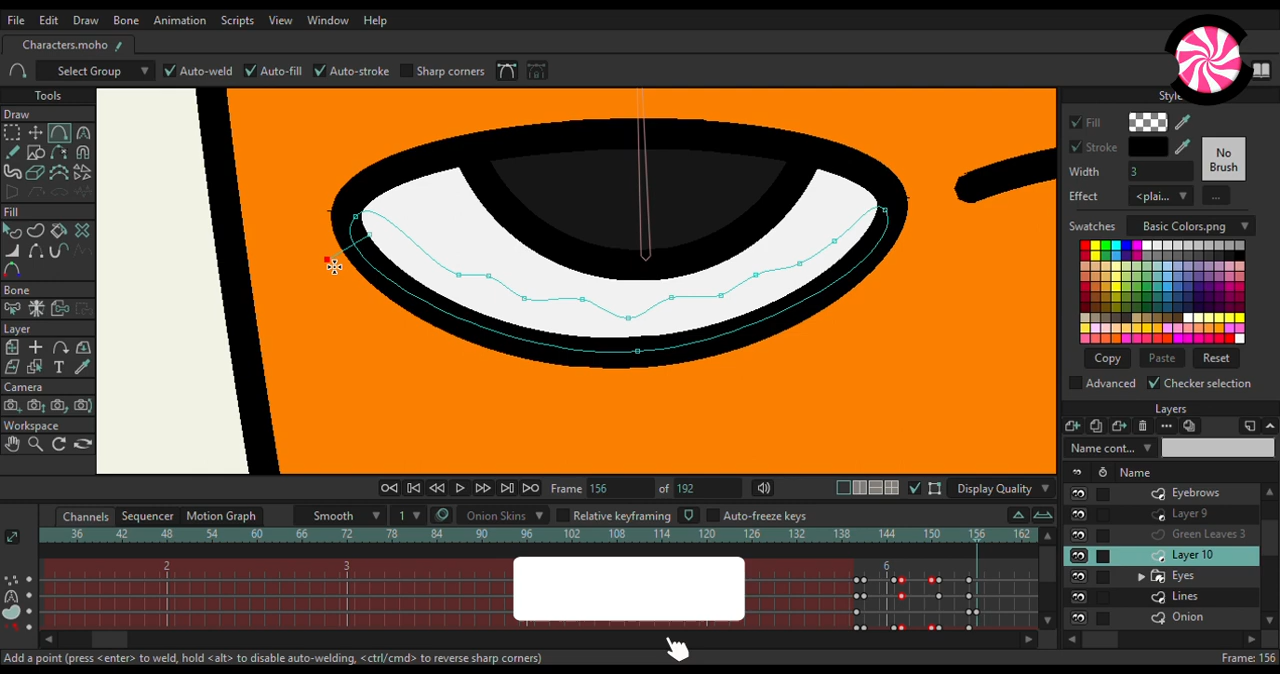 File Edit Draw Bone Animation Scripts View Window Help
Characters.moho
Select Group Auto-weld Auto-fill Auto-stroke Sharp corners
Tools
Draw
Fill
Bone
Layer
Camera
Workspace
Style
Fill
Stroke
Width 3
No Brush
Effect <plai... ...
Swatches Basic Colors.png
Copy Paste Reset
Advanced Checker selection
Layers
Name cont...
Name
Eyebrows
Layer 9
Green Leaves 3
Layer 10
Eyes
Lines
Onion
Frame 156 of 192 Display Quality
Channels Sequencer Motion Graph Smooth 1 Onion Skins Relative keyframing Auto-freeze keys
36 42 48 54 60 66 72 78 84 90 96 102 108 114 120 126 132 138 144 150 156 162
2 3 6
Add a point (press <enter> to weld, hold <alt> to disable auto-welding, <ctrl/cmd> to reverse sharp corners) Frame: 156